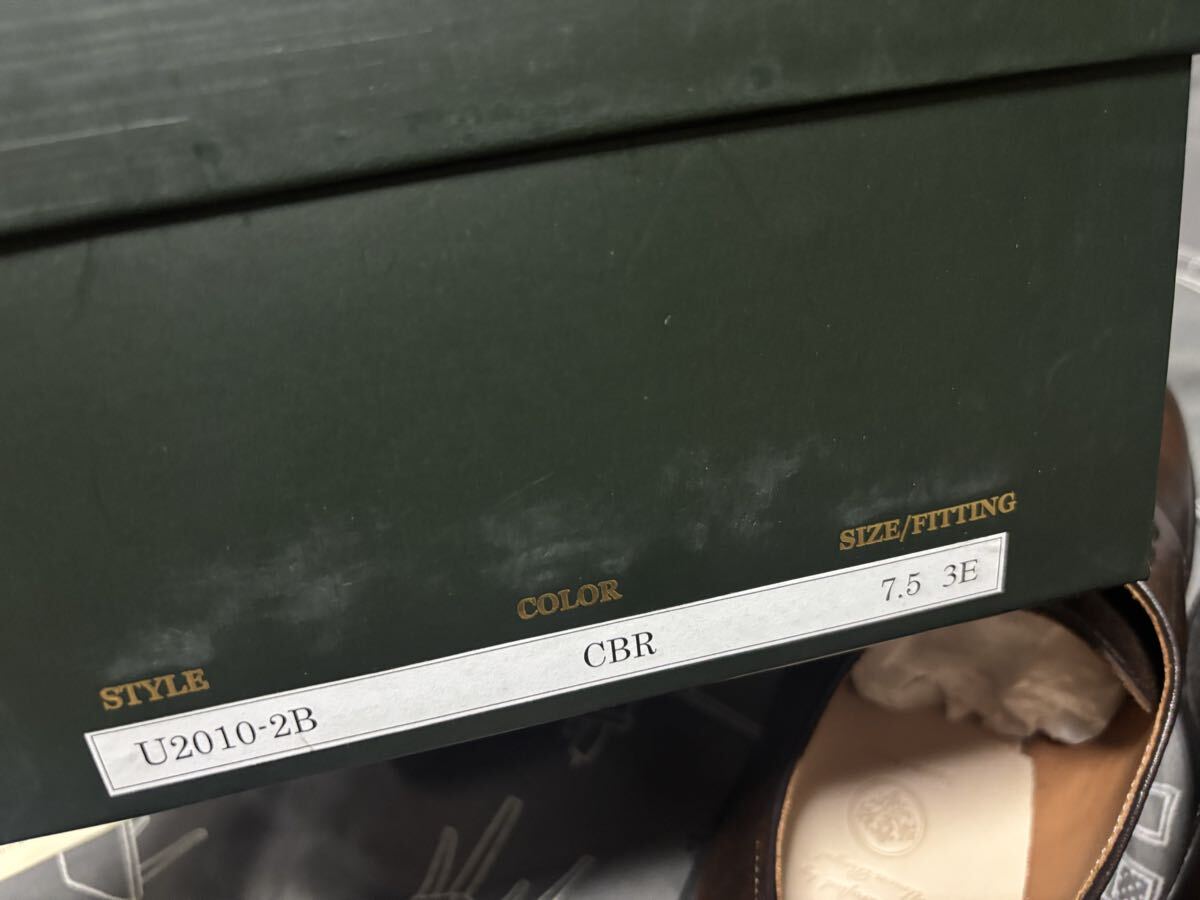 STYLE COLOR SIZE/FITTING
U2010-2B CBR 7.5 3E